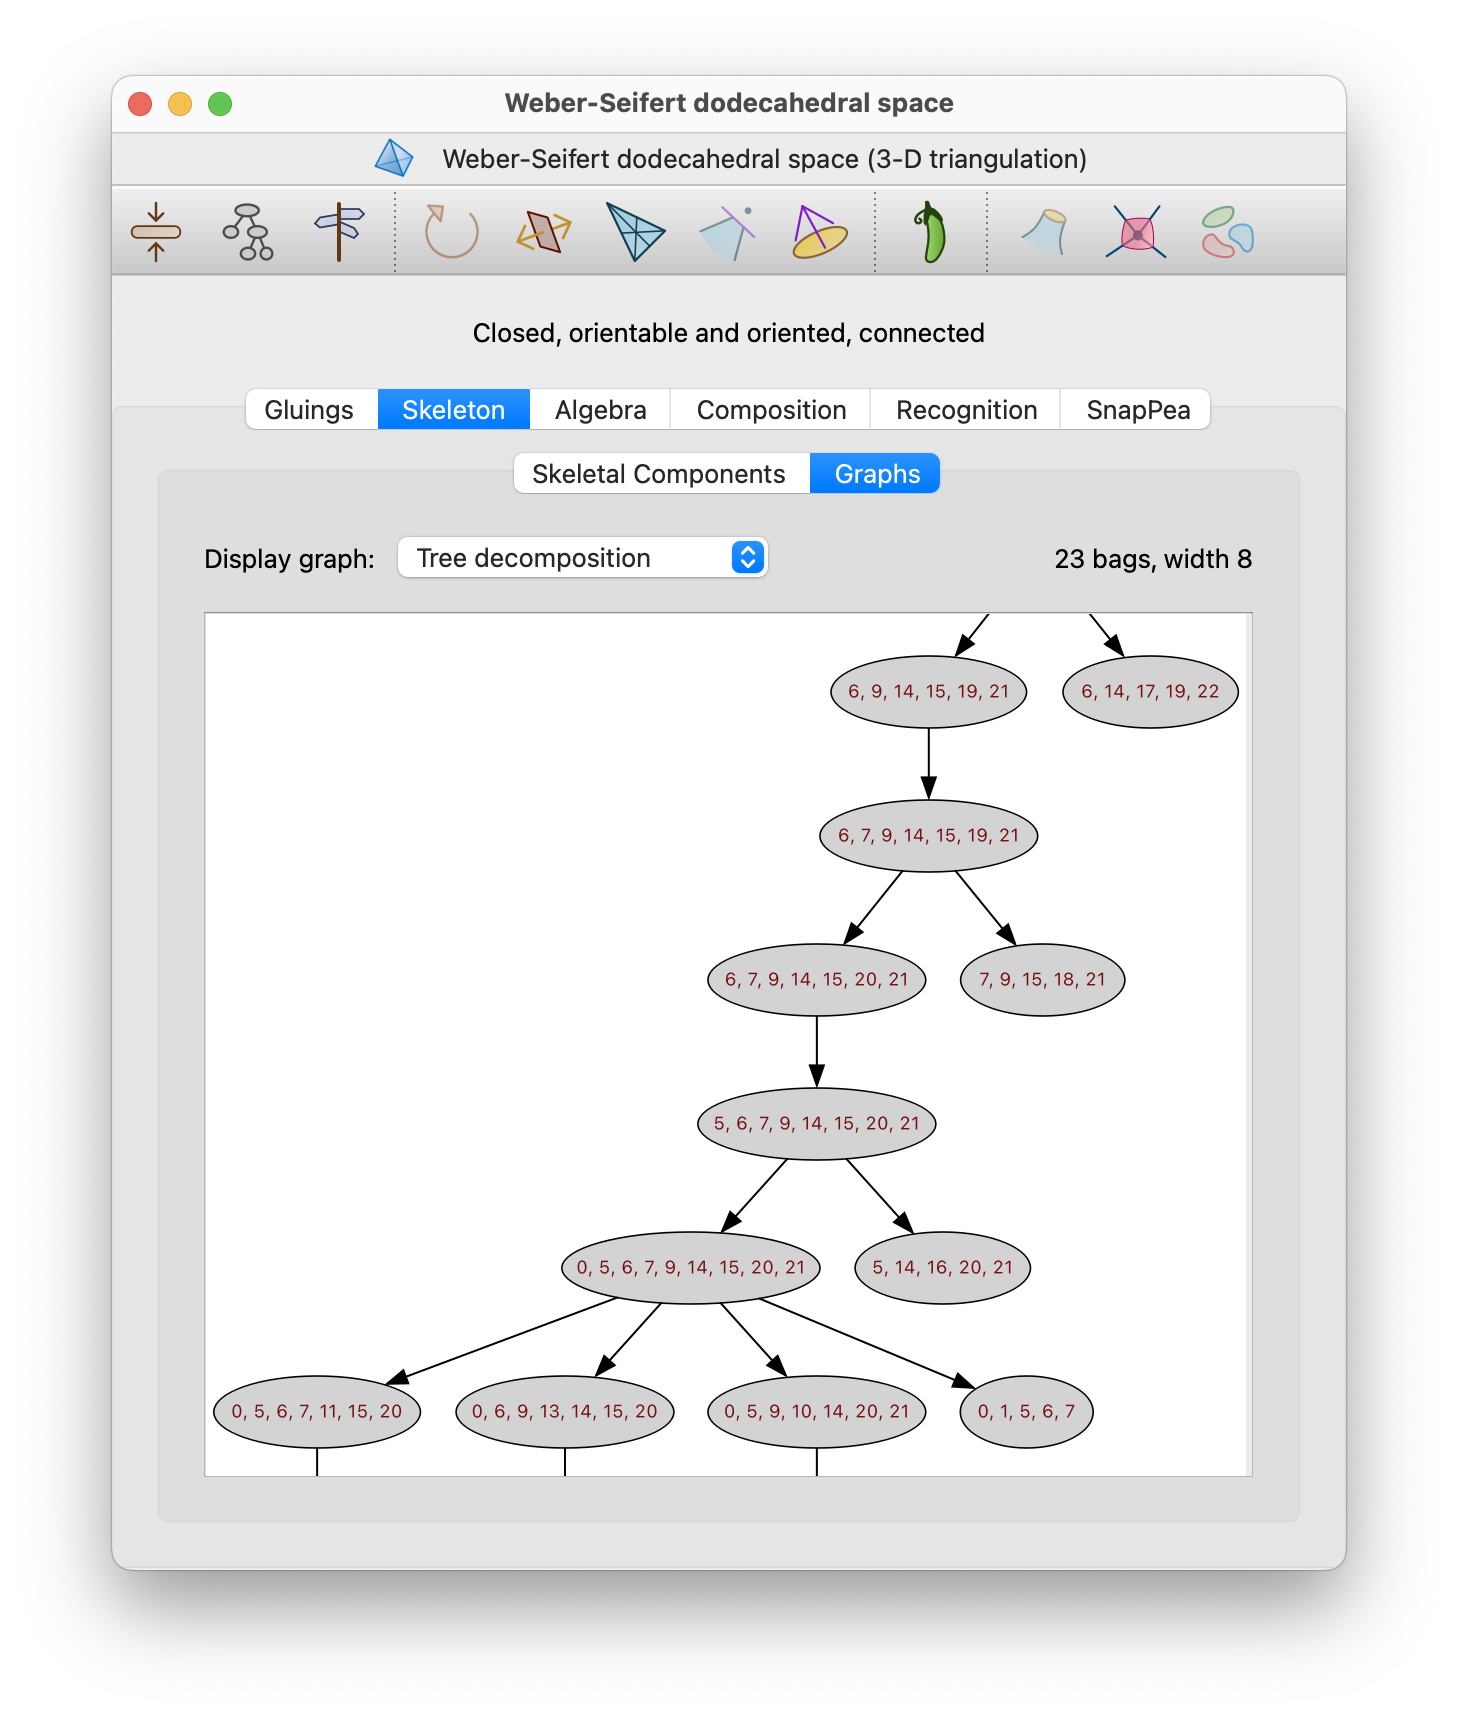 Weber-Seifert dodecahedral space
Weber-Seifert dodecahedral space (3-D triangulation)
Closed, orientable and oriented, connected
Gluings Skeleton Algebra Composition Recognition SnapPea
Skeletal Components Graphs
Display graph: Tree decomposition 23 bags, width 8
6, 9, 14, 15, 19, 21 6, 14, 17, 19, 22
6, 7, 9, 14, 15, 19, 21
6, 7, 9, 14, 15, 20, 21 7, 9, 15, 18, 21
5, 6, 7, 9, 14, 15, 20, 21
0, 5, 6, 7, 9, 14, 15, 20, 21 5, 14, 16, 20, 21
0, 5, 6, 7, 11, 15, 20 0, 6, 9, 13, 14, 15, 20 0, 5, 9, 10, 14, 20, 21 0, 1, 5, 6, 7